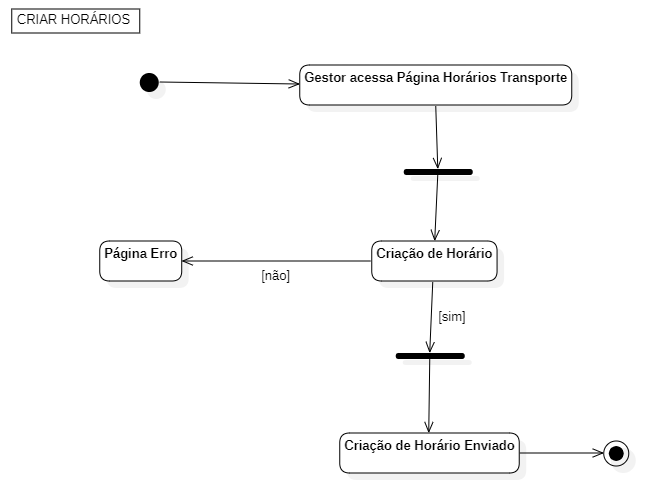 CRIAR HORÁRIOS
Gestor acessa Página Horários Transporte
Página Erro
Criação de Horário
[não]
[sim]
Criação de Horário Enviado